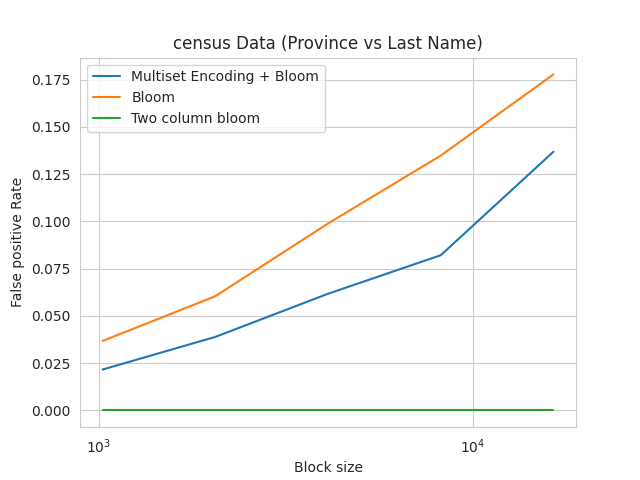 census Data (Province vs Last Name)
Multiset Encoding + Bloom
Bloom
Two column bloom
0.175
0.150
0.125
0.100
0.075
0.050
0.025
0.000
False positive Rate
10³
10⁴
Block size